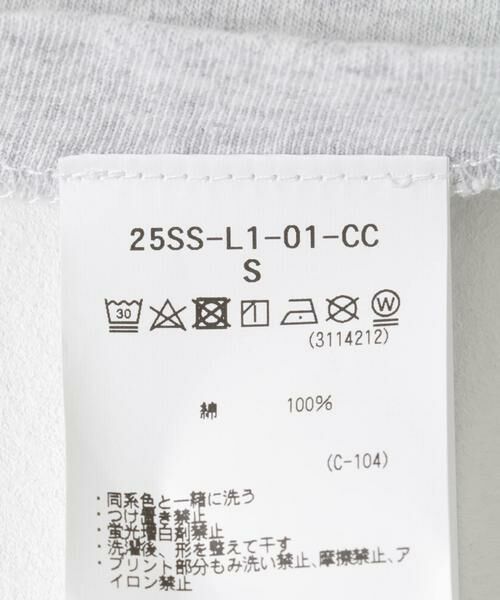 25SS-L1-01-CC
S
30 W
(3114212)
綿 100%
(C-104)
・同系色と一緒に洗う
・つけ置き禁止
・蛍光増白剤禁止
・洗濯後、形を整えて干す
・プリント部分もみ洗い禁止、摩擦禁止、ア
イロン禁止